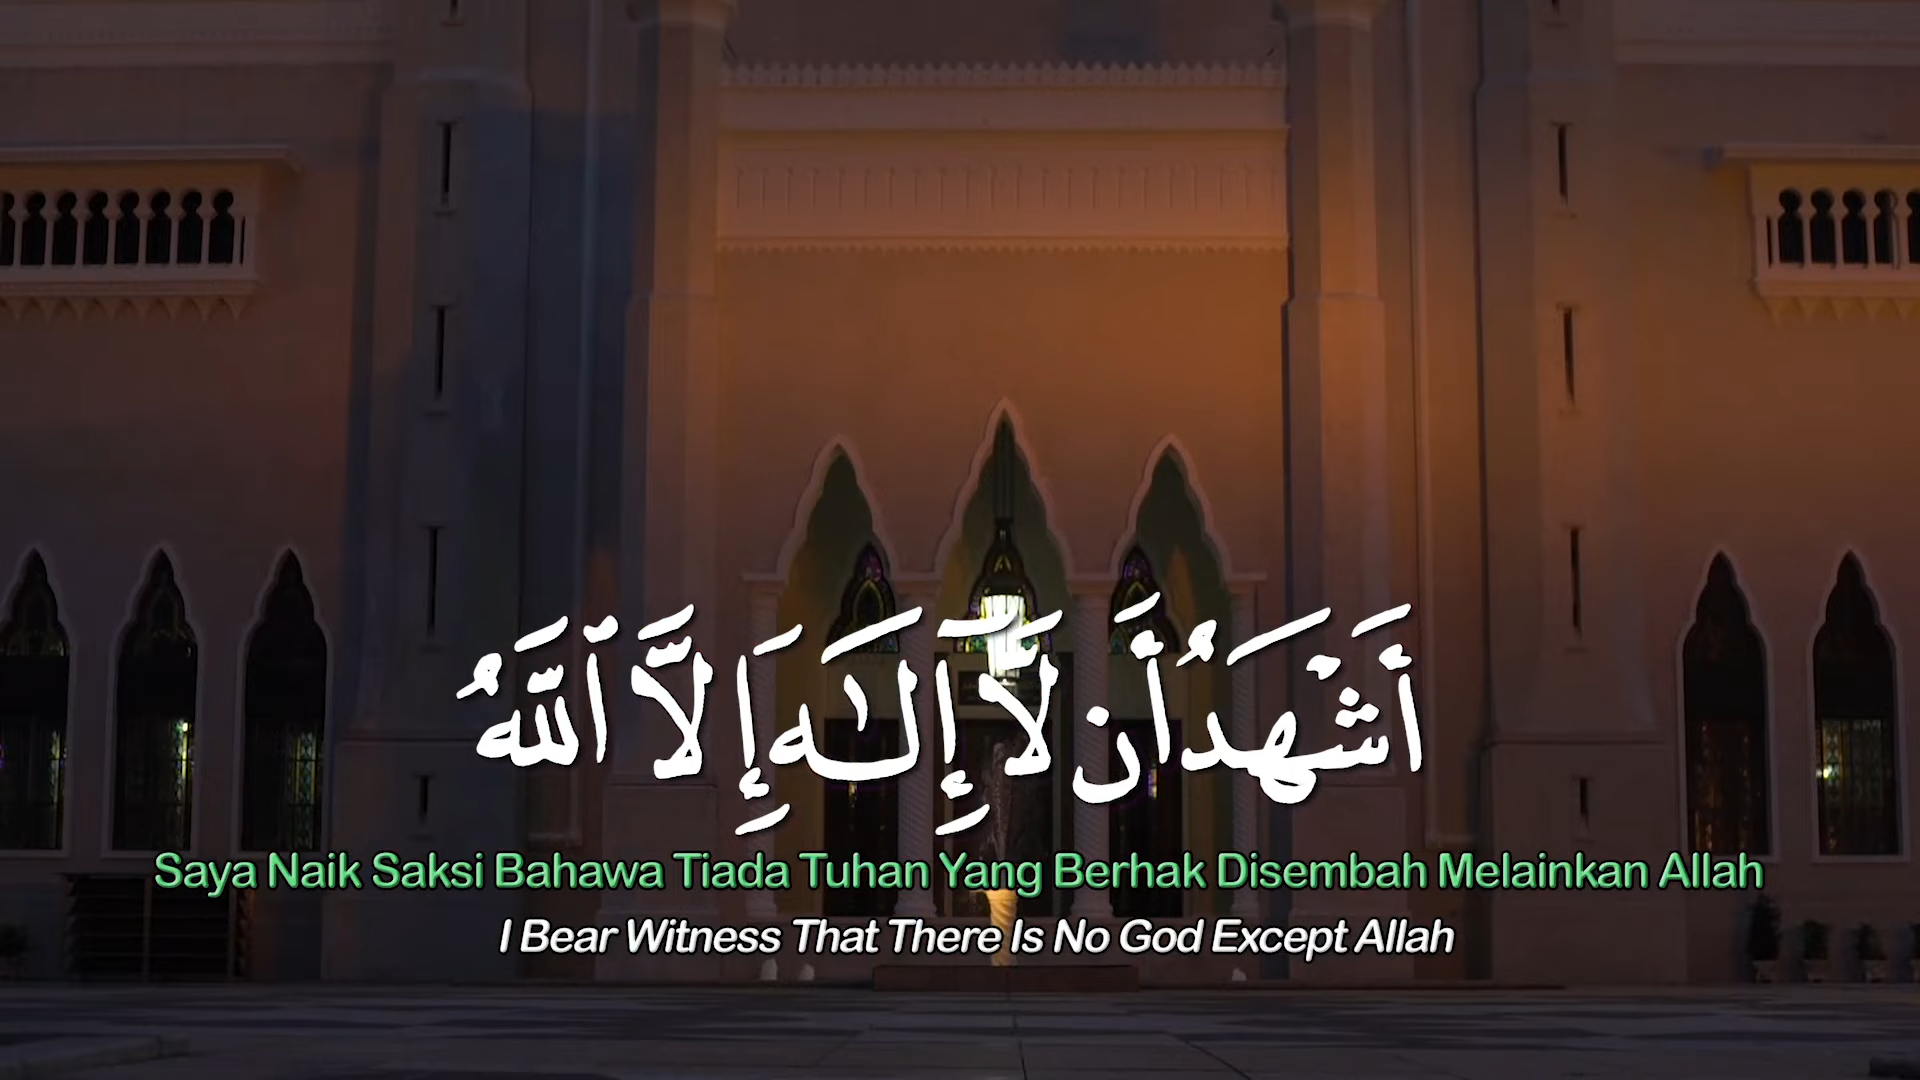 أَشْهَدُ أَن لَّآ إِلَـٰهَ إِلَّا ٱللَّهُ
Saya Naik Saksi Bahawa Tiada Tuhan Yang Berhak Disembah Melainkan Allah
I Bear Witness That There Is No God Except Allah